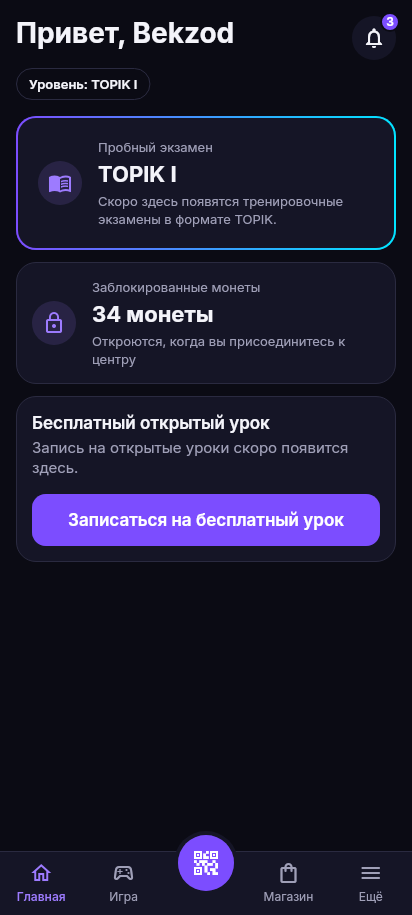 Привет, Bekzod
3
Уровень: TOPIK I
Пробный экзамен
TOPIK I
Скоро здесь появятся тренировочные
экзамены в формате TOPIK.
Заблокированные монеты
34 монеты
Откроются, когда вы присоединитесь к
центру
Бесплатный открытый урок
Запись на открытые уроки скоро появится
здесь.
Записаться на бесплатный урок
Главная
Игра
Магазин
Ещё